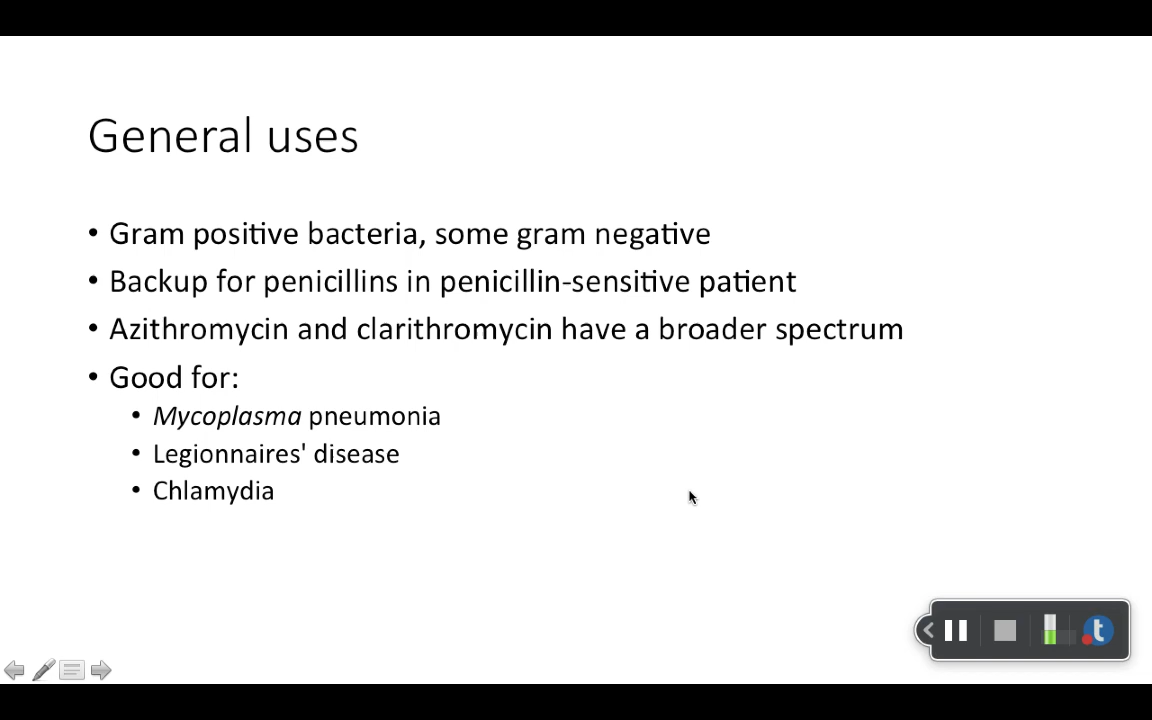 General uses
• Gram positive bacteria, some gram negative
• Backup for penicillins in penicillin-sensitive patient
• Azithromycin and clarithromycin have a broader spectrum
• Good for:
• Mycoplasma pneumonia
• Legionnaires' disease
• Chlamydia
t